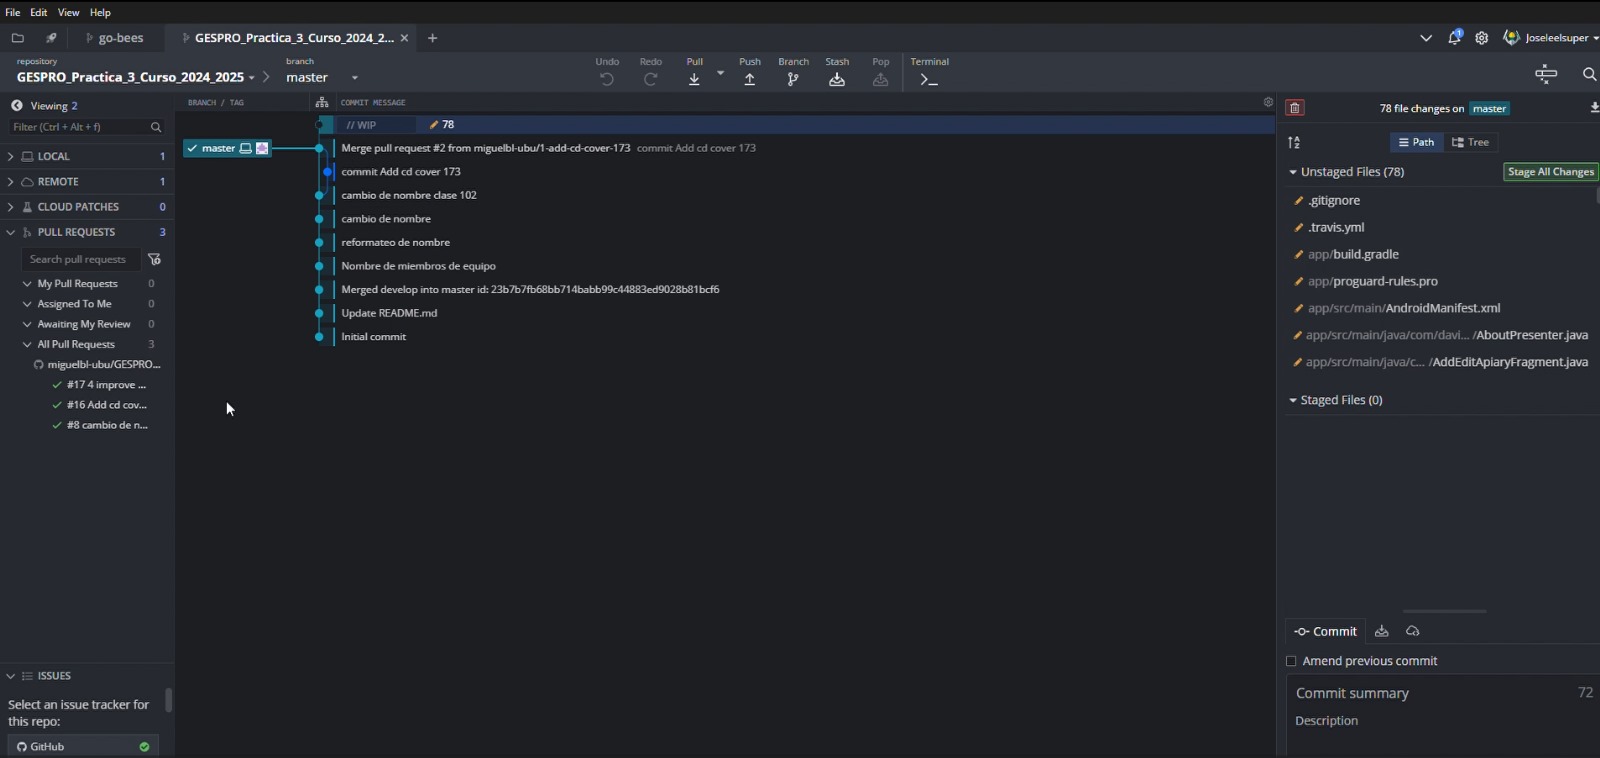 File Edit View Help
go-bees GESPRO_Practica_3_Curso_2024_2... Joseleelsuper
repository
GESPRO_Practica_3_Curso_2024_2025
branch
master
Undo Redo Pull Push Branch Stash Pop Terminal
Viewing 2
Filter (Ctrl + Alt + f)
LOCAL 1
REMOTE 1
CLOUD PATCHES 0
PULL REQUESTS 3
Search pull requests
My Pull Requests 0
Assigned To Me 0
Awaiting My Review 0
All Pull Requests 3
miguelbl-ubu/GESPRO...
#17 4 improve ...
#16 Add cd cov...
#8 cambio de n...
ISSUES
Select an issue tracker for
this repo:
GitHub
BRANCH / TAG COMMIT MESSAGE
// WIP 78
master Merge pull request #2 from miguelbl-ubu/1-add-cd-cover-173 commit Add cd cover 173
commit Add cd cover 173
cambio de nombre clase 102
cambio de nombre
reformateo de nombre
Nombre de miembros de equipo
Merged develop into master id: 23b7b7fb68bb714babb99c44883ed9028b81bcf6
Update README.md
Initial commit
78 file changes on master
Path Tree
Unstaged Files (78) Stage All Changes
.gitignore
.travis.yml
app/build.gradle
app/proguard-rules.pro
app/src/main/AndroidManifest.xml
app/src/main/java/com/davi... /AboutPresenter.java
app/src/main/java/c... /AddEditApiaryFragment.java
Staged Files (0)
Commit
Amend previous commit
Commit summary 72
Description